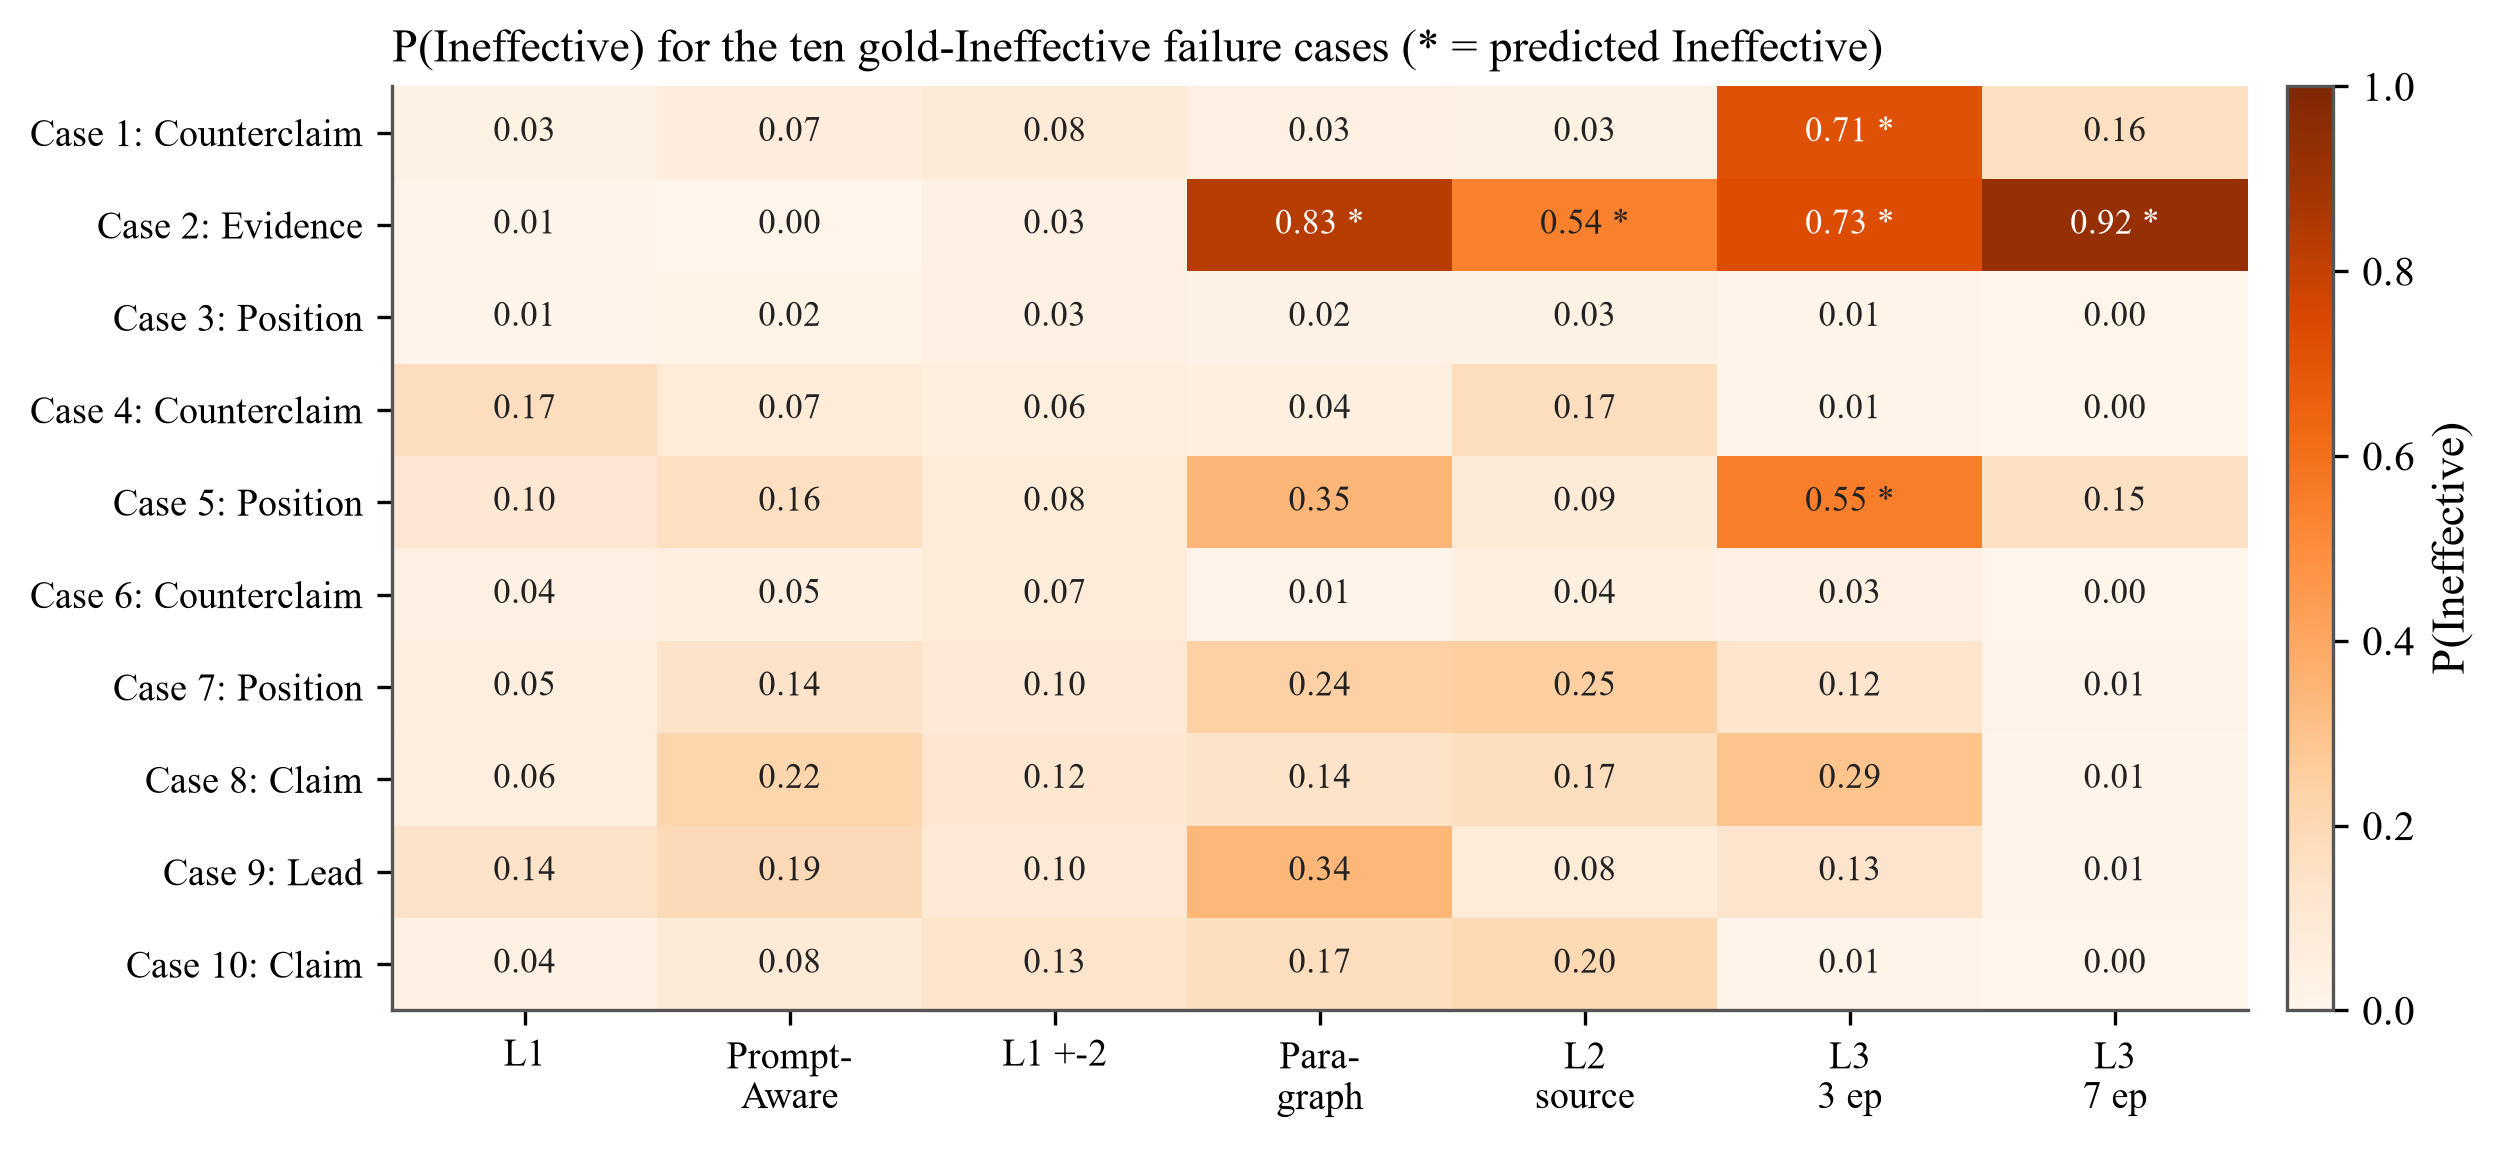 P(Ineffective) for the ten gold-Ineffective failure cases (* = predicted Ineffective)
Case 1: Counterclaim 0.03 0.07 0.08 0.03 0.03 0.71 * 0.16
Case 2: Evidence 0.01 0.00 0.03 0.83 * 0.54 * 0.73 * 0.92 *
Case 3: Position 0.01 0.02 0.03 0.02 0.03 0.01 0.00
Case 4: Counterclaim 0.17 0.07 0.06 0.04 0.17 0.01 0.00
Case 5: Position 0.10 0.16 0.08 0.35 0.09 0.55 * 0.15
Case 6: Counterclaim 0.04 0.05 0.07 0.01 0.04 0.03 0.00
Case 7: Position 0.05 0.14 0.10 0.24 0.25 0.12 0.01
Case 8: Claim 0.06 0.22 0.12 0.14 0.17 0.29 0.01
Case 9: Lead 0.14 0.19 0.10 0.34 0.08 0.13 0.01
Case 10: Claim 0.04 0.08 0.13 0.17 0.20 0.01 0.00
L1 Prompt- L1 +-2 Para- L2 L3 L3
Aware graph source 3 ep 7 ep
1.0
0.8
0.6
0.4
0.2
0.0
P(Ineffective)